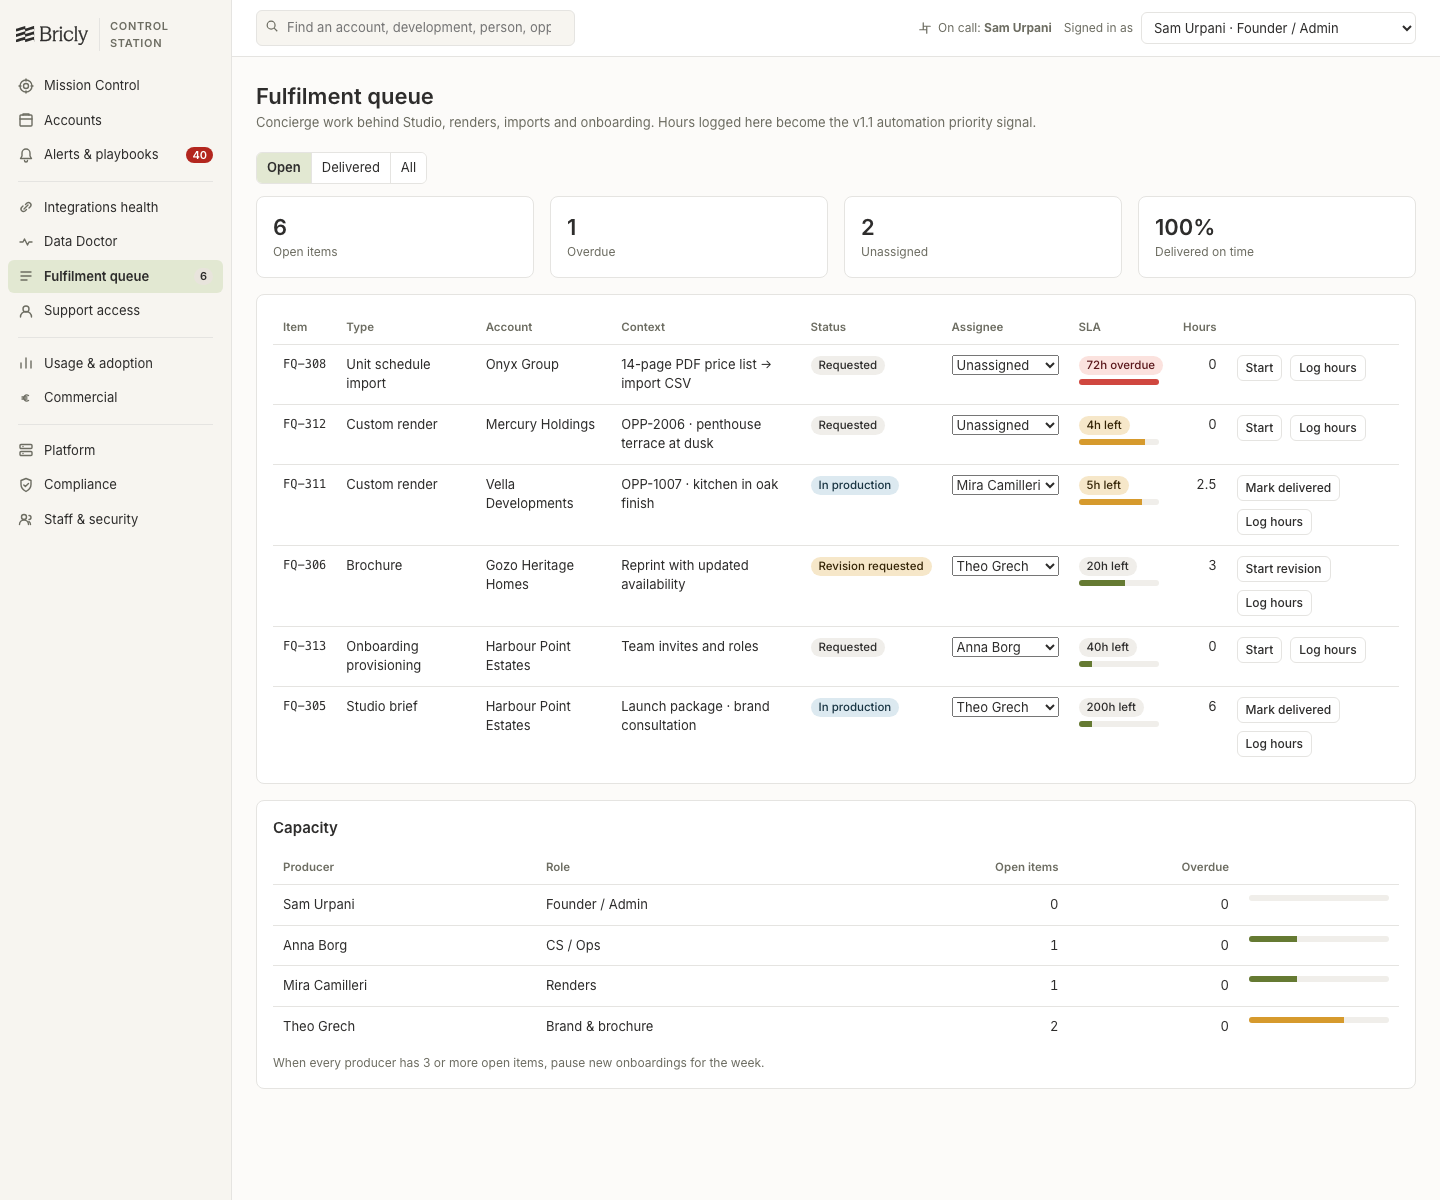 Bricly
CONTROL
STATION
Find an account, development, person, opp
On call: Sam Urpani
Signed in as
Sam Urpani · Founder / Admin
Mission Control
Accounts
Alerts & playbooks
40
Integrations health
Data Doctor
Fulfilment queue
6
Support access
Usage & adoption
Commercial
Platform
Compliance
Staff & security
Fulfilment queue
Concierge work behind Studio, renders, imports and onboarding. Hours logged here become the v1.1 automation priority signal.
Open
Delivered
All
6
Open items
1
Overdue
2
Unassigned
100%
Delivered on time
Item Type Account Context Status Assignee SLA Hours
FQ-308 Unit schedule Onyx Group 14-page PDF price list → Requested Unassigned 72h overdue 0 Start Log hours
import import CSV
FQ-312 Custom render Mercury Holdings OPP-2006 · penthouse Requested Unassigned 4h left 0 Start Log hours
terrace at dusk
FQ-311 Custom render Vella OPP-1007 · kitchen in oak In production Mira Camilleri 5h left 2.5 Mark delivered
Developments finish Log hours
FQ-306 Brochure Gozo Heritage Reprint with updated Revision requested Theo Grech 20h left 3 Start revision
Homes availability Log hours
FQ-313 Onboarding Harbour Point Team invites and roles Requested Anna Borg 40h left 0 Start Log hours
provisioning Estates
FQ-305 Studio brief Harbour Point Launch package · brand In production Theo Grech 200h left 6 Mark delivered
Estates consultation Log hours
Capacity
Producer Role Open items Overdue
Sam Urpani Founder / Admin 0 0
Anna Borg CS / Ops 1 0
Mira Camilleri Renders 1 0
Theo Grech Brand & brochure 2 0
When every producer has 3 or more open items, pause new onboardings for the week.